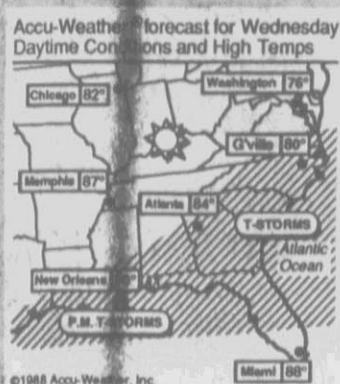 Accu-Weather® forecast for Wednesday
Daytime Conditions and High Temps
Washington 76°
Chicago 82°
G'ville 80°
Memphis 87°
Atlanta 84°
T-STORMS
Atlantic
Ocean
New Orleans
P.M. T-STORMS
Miami 88°
©1988 Accu-Weather, Inc.